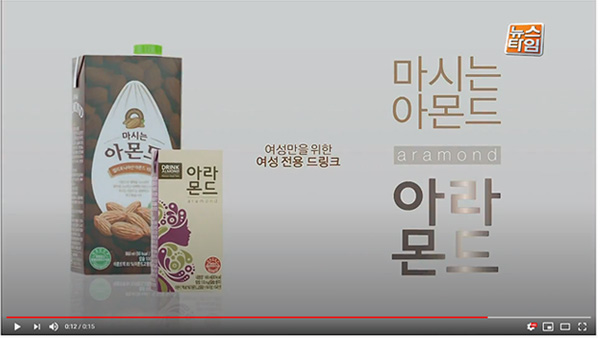 뉴스
타임
마시는
아몬드
aramond
아라
몬드
여성만을 위한
여성 전용 드링크
마시는
아몬드
DRINK
ALMOND
아라
몬드
aramond
0:12 / 0:15